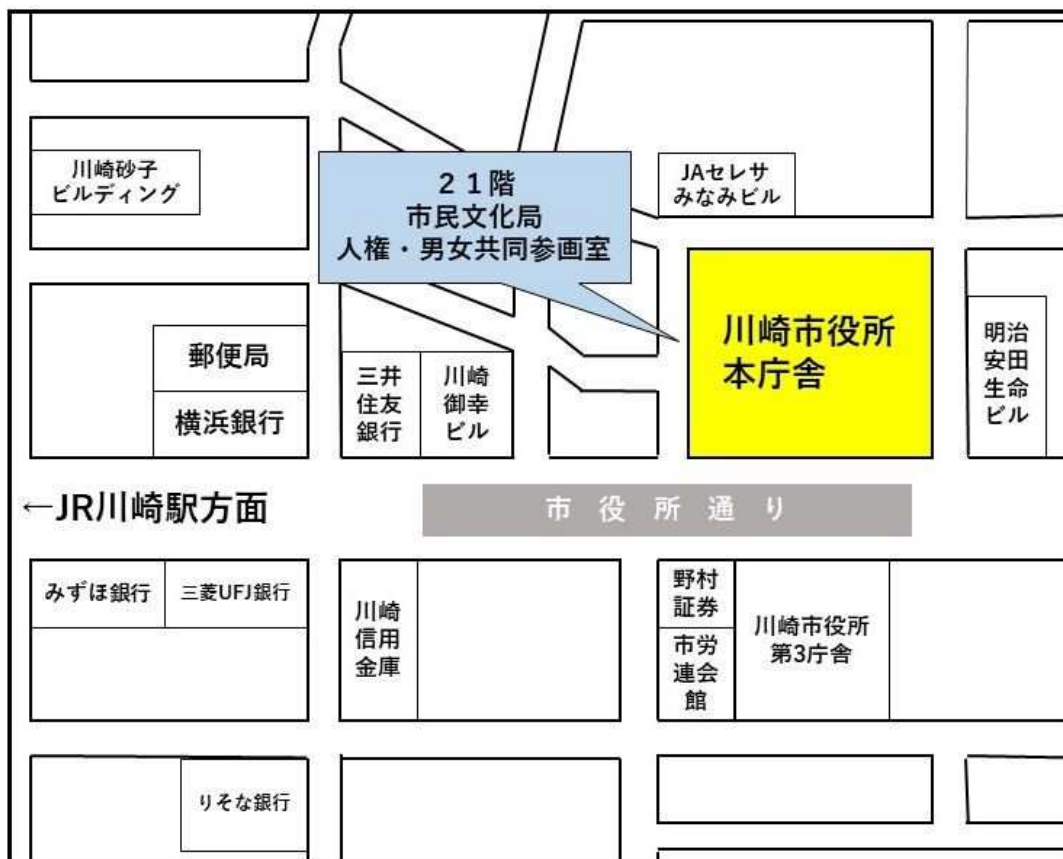 川崎砂子
ビルディング
２１階
市民文化局
人権・男女共同参画室
JAセレサ
みなみビル
川崎市役所
本庁舎
明治
安田
生命
ビル
郵便局
横浜銀行
三井
住友
銀行
川崎
御幸
ビル
←JR川崎駅方面
市役所通り
みずほ銀行
三菱UFJ銀行
川崎
信用
金庫
野村
証券
市労
連会
館
川崎市役所
第3庁舎
りそな銀行